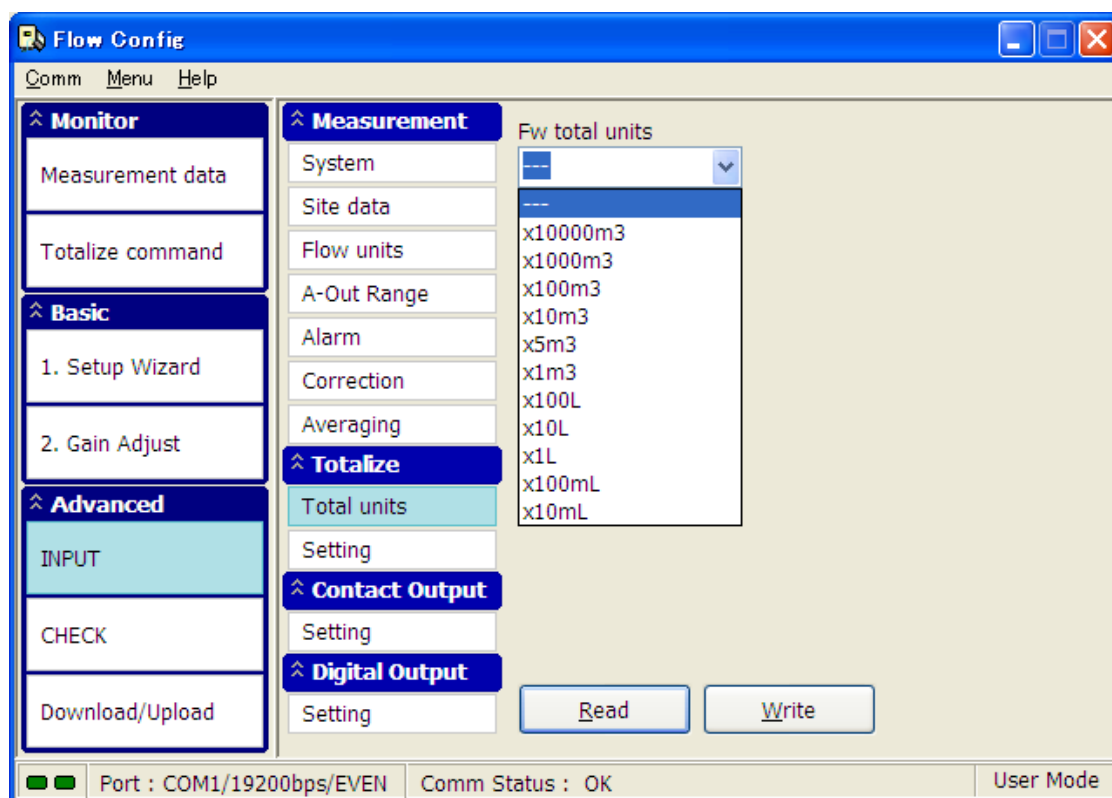 Flow Config
Comm Menu Help
Monitor
Measurement data
Totalize command
Basic
1. Setup Wizard
2. Gain Adjust
Advanced
INPUT
CHECK
Download/Upload
Measurement
System
Site data
Flow units
A-Out Range
Alarm
Correction
Averaging
Totalize
Total units
Setting
Contact Output
Setting
Digital Output
Setting
Fw total units
---
---
x10000m3
x1000m3
x100m3
x10m3
x5m3
x1m3
x100L
x10L
x1L
x100mL
x10mL
Read Write
Port : COM1/19200bps/EVEN Comm Status : OK User Mode